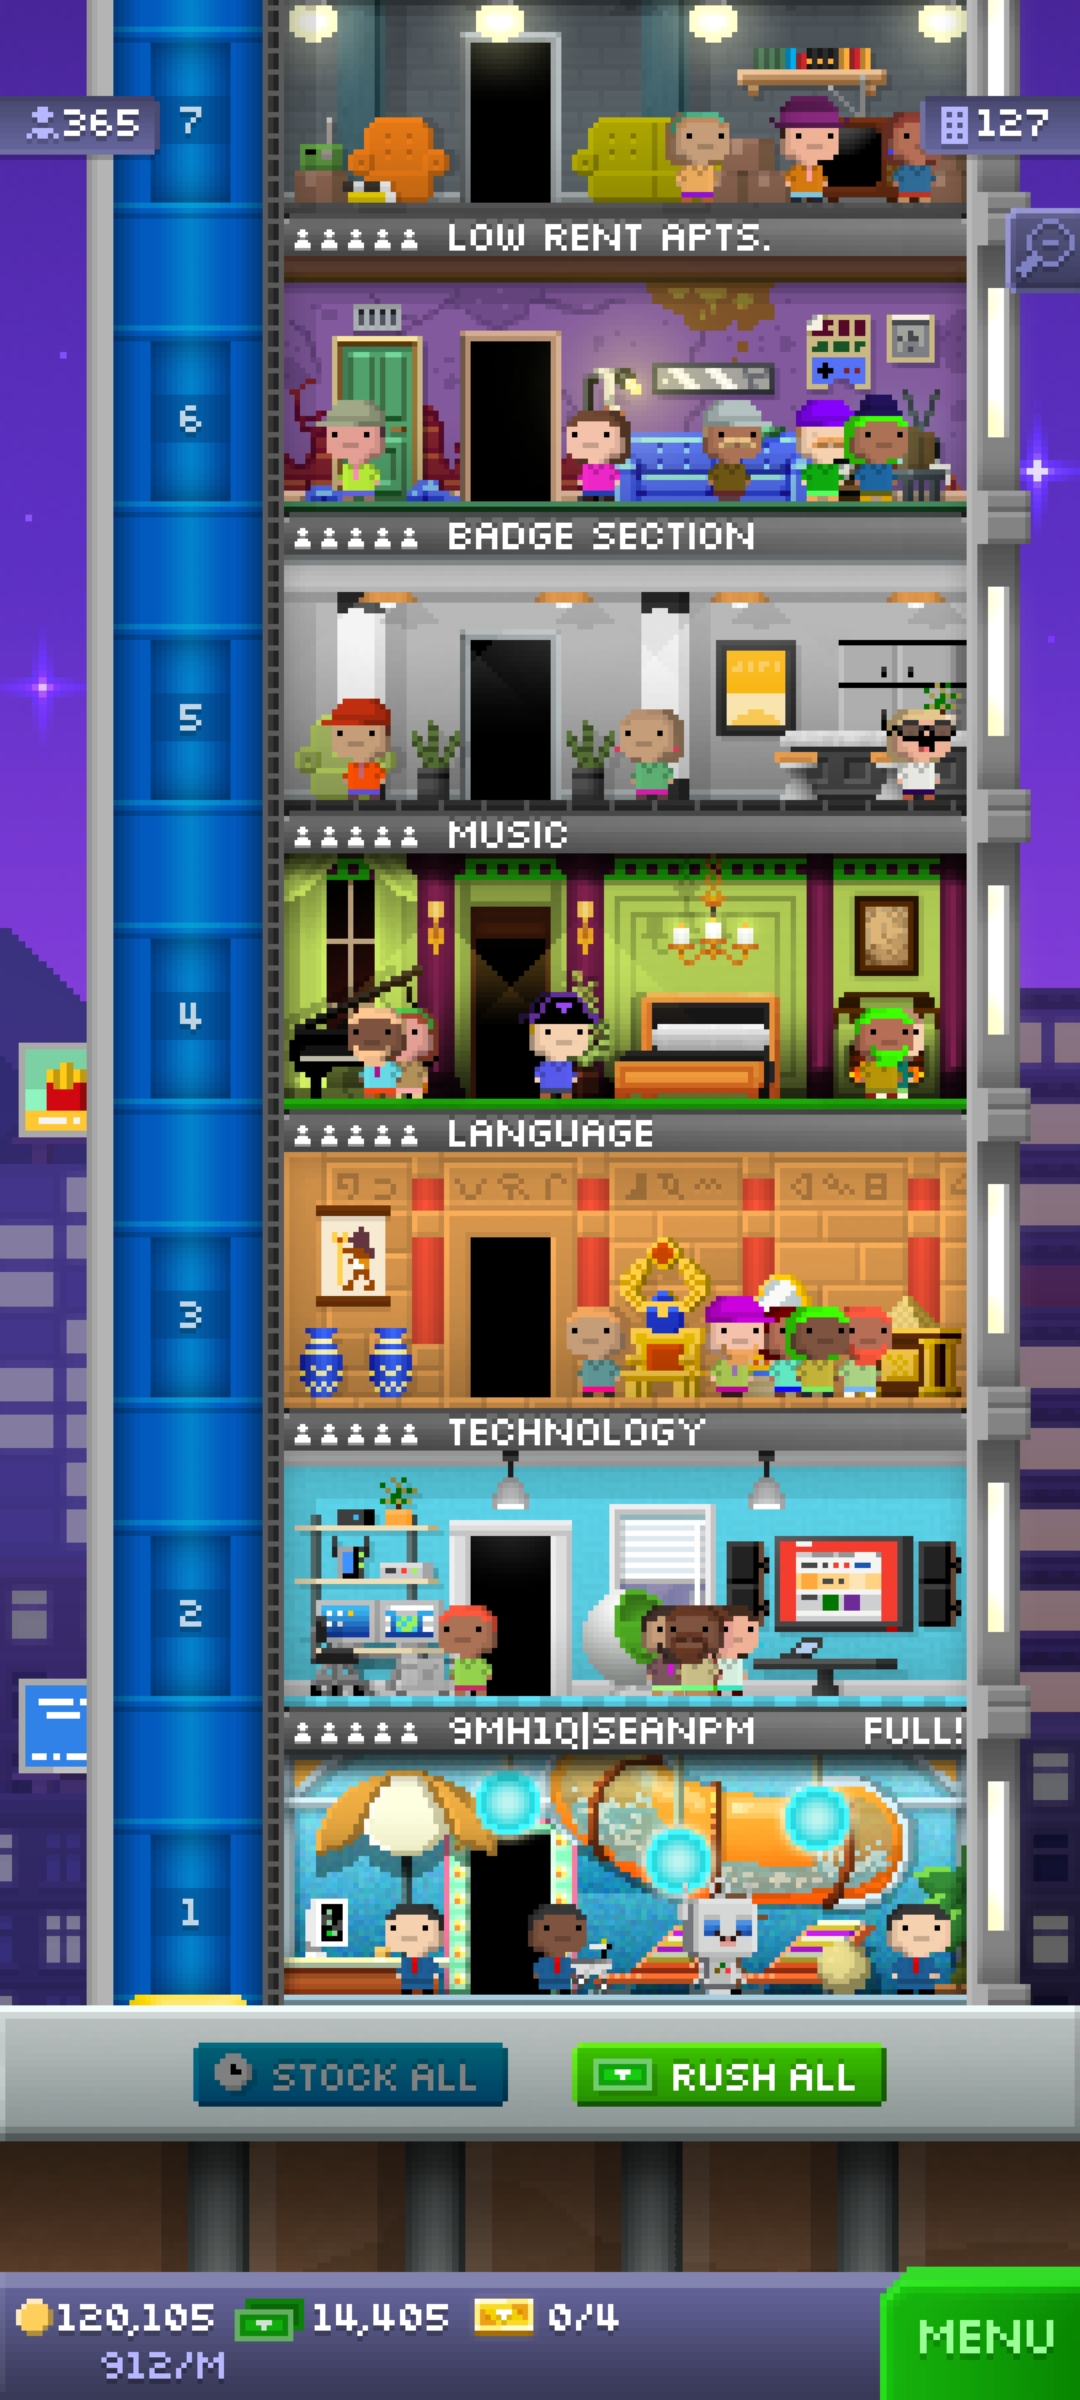 365
7
127
LOW RENT APTS.
6
BADGE SECTION
5
MUSIC
4
LANGUAGE
3
TECHNOLOGY
2
9MH1Q|SEANPM FULL!
1
STOCK ALL
RUSH ALL
120,105 14,405 0/4
912/M
MENU